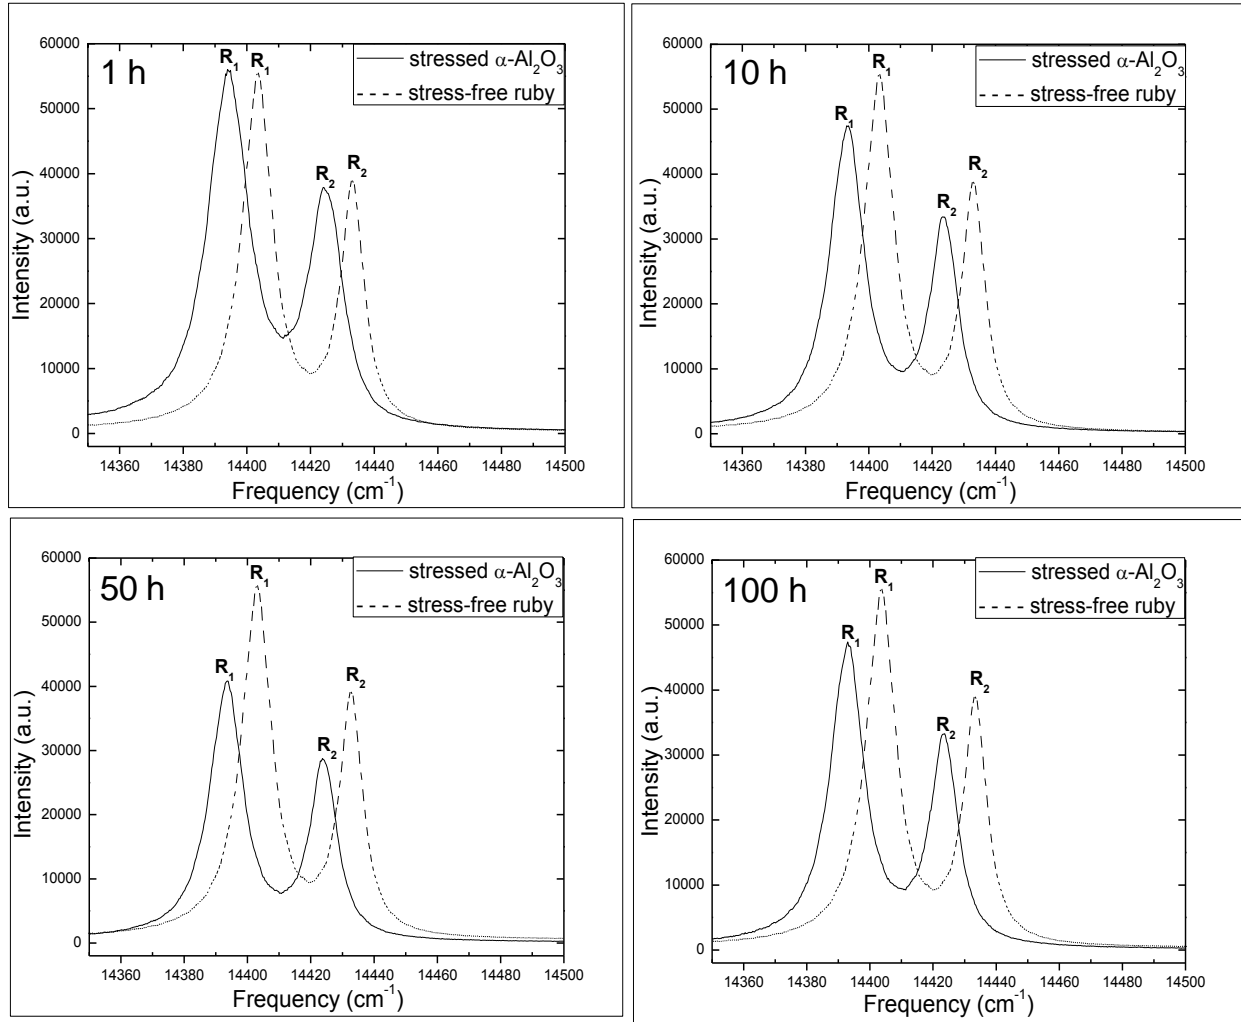 1 h
stressed α-Al₂O₃
stress-free ruby
R₁
R₁
R₂
R₂
Intensity (a.u.)
60000
50000
40000
30000
20000
10000
0
14360 14380 14400 14420 14440 14460 14480 14500
Frequency (cm⁻¹)
10 h
stressed α-Al₂O₃
stress-free ruby
R₁
R₁
R₂
R₂
Intensity (a.u.)
60000
50000
40000
30000
20000
10000
0
14360 14380 14400 14420 14440 14460 14480 14500
Frequency (cm⁻¹)
50 h
stressed α-Al₂O₃
stress-free ruby
R₁
R₁
R₂
R₂
Intensity (a.u.)
60000
50000
40000
30000
20000
10000
0
14360 14380 14400 14420 14440 14460 14480 14500
Frequency (cm⁻¹)
100 h
stressed α-Al₂O₃
stress-free ruby
R₁
R₁
R₂
R₂
Intensity (a.u.)
60000
50000
40000
30000
20000
10000
0
14360 14380 14400 14420 14440 14460 14480 14500
Frequency (cm⁻¹)